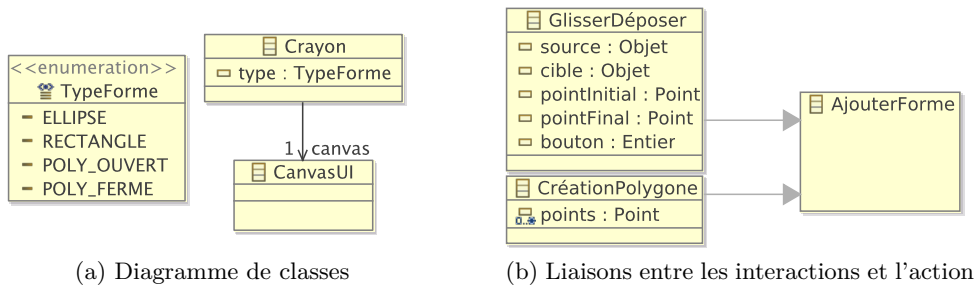 <<enumeration>>
TypeForme
ELLIPSE
RECTANGLE
POLY_OUVERT
POLY_FERME
Crayon
type : TypeForme
1 canvas
CanvasUI
(a) Diagramme de classes
GlisserDéposer
source : Objet
cible : Objet
pointInitial : Point
pointFinal : Point
bouton : Entier
CréationPolygone
0..* points : Point
AjouterForme
(b) Liaisons entre les interactions et l'action